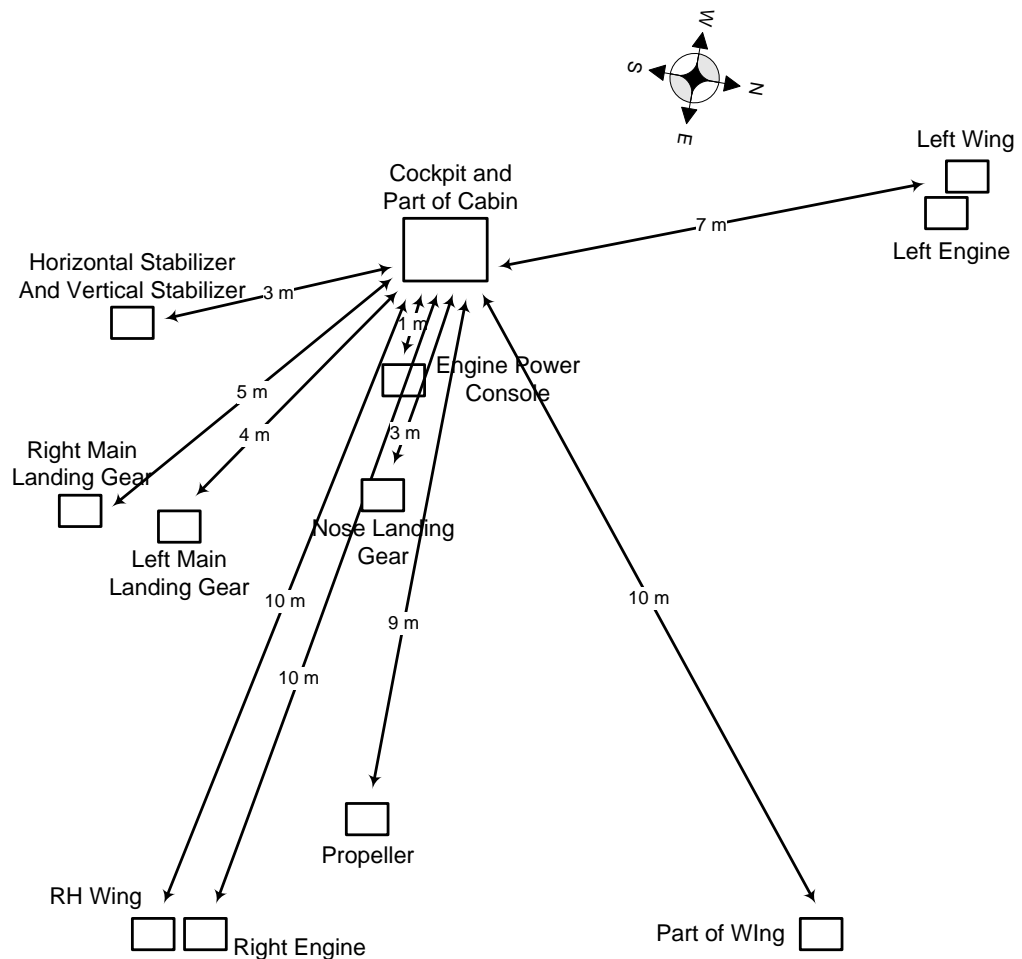 W
S
N
E
Left Wing
Cockpit and
Part of Cabin
7 m
Left Engine
Horizontal Stabilizer
And Vertical Stabilizer
3 m
1 m
Engine Power
Console
5 m
4 m
3 m
Right Main
Landing Gear
Nose Landing
Gear
Left Main
Landing Gear
10 m
10 m
9 m
10 m
Propeller
RH Wing
Right Engine
Part of WIng